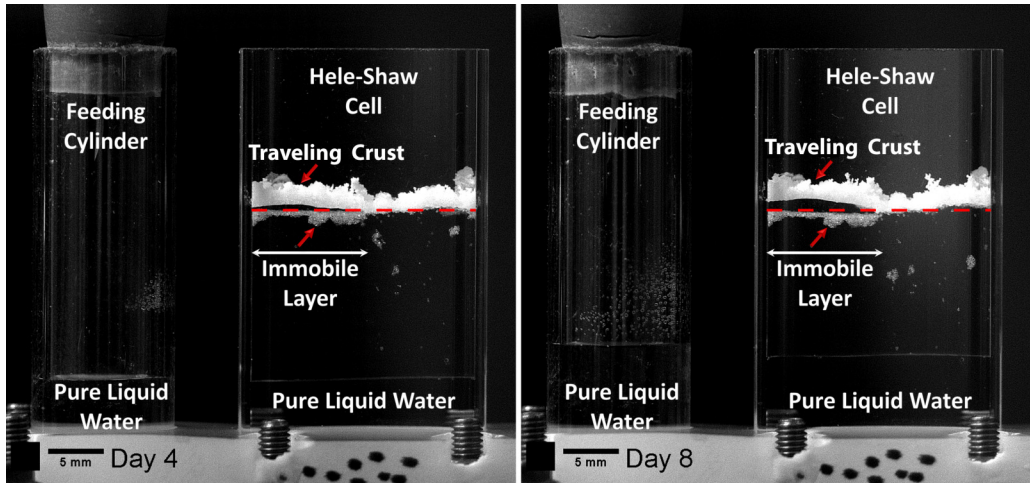 Feeding
Cylinder
Hele-Shaw
Cell
Traveling Crust
Immobile
Layer
Pure Liquid
Water
Pure Liquid Water
5 mm
Day 4
Feeding
Cylinder
Hele-Shaw
Cell
Traveling Crust
Immobile
Layer
Pure Liquid
Water
Pure Liquid Water
5 mm
Day 8